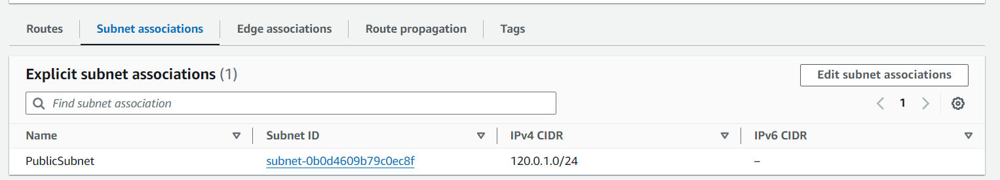 Routes
Subnet associations
Edge associations
Route propagation
Tags
Explicit subnet associations (1)
Edit subnet associations
Find subnet association
1
Name Subnet ID IPv4 CIDR IPv6 CIDR
PublicSubnet subnet-0b0d4609b79c0ec8f 120.0.1.0/24 –